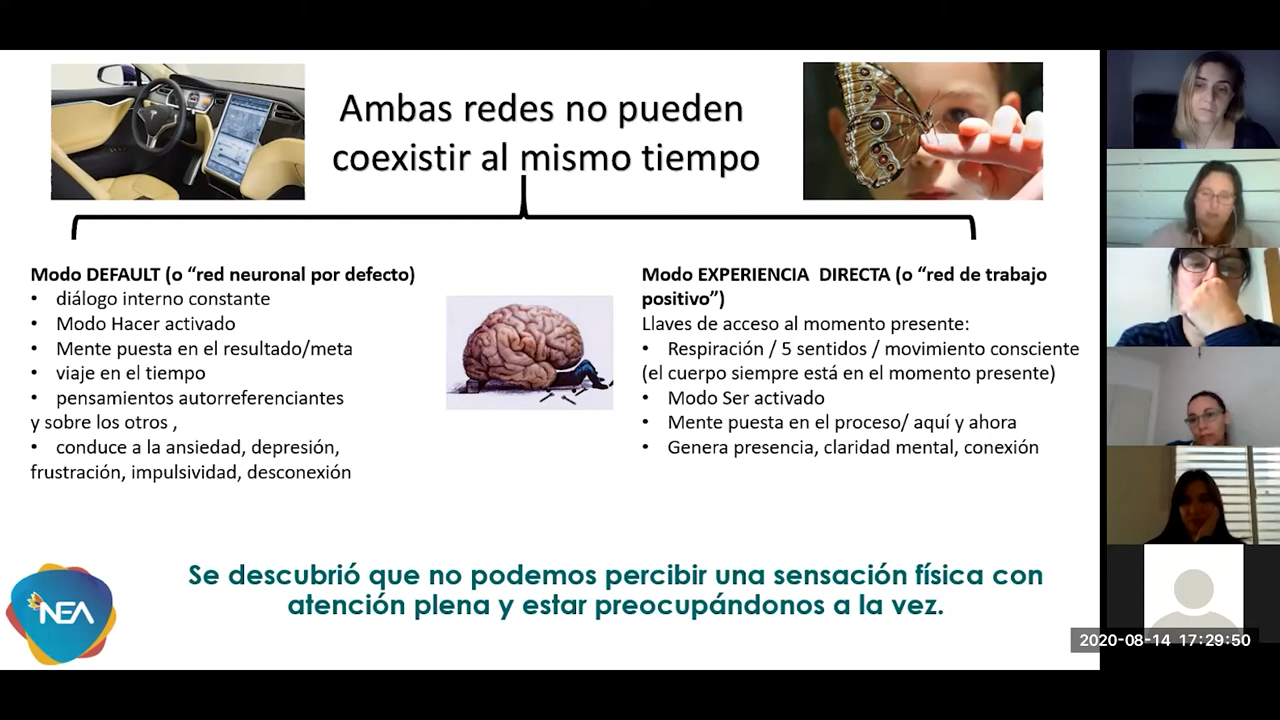 Ambas redes no pueden
coexistir al mismo tiempo
Modo DEFAULT (o “red neuronal por defecto)
• diálogo interno constante
• Modo Hacer activado
• Mente puesta en el resultado/meta
• viaje en el tiempo
• pensamientos autorreferenciantes
y sobre los otros ,
• conduce a la ansiedad, depresión,
frustración, impulsividad, desconexión
Modo EXPERIENCIA  DIRECTA (o “red de trabajo
positivo”)
Llaves de acceso al momento presente:
• Respiración / 5 sentidos / movimiento consciente
(el cuerpo siempre está en el momento presente)
• Modo Ser activado
• Mente puesta en el proceso/ aquí y ahora
• Genera presencia, claridad mental, conexión
Se descubrió que no podemos percibir una sensación física con
atención plena y estar preocupándonos a la vez.
NEA
2020-08-14 17:29:50